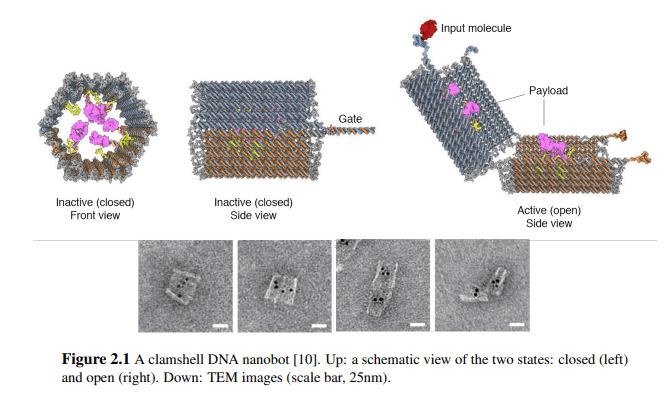 Input molecule
Payload
Gate
Inactive (closed)
Front view
Inactive (closed)
Side view
Active (open)
Side view
Figure 2.1 A clamshell DNA nanobot [10]. Up: a schematic view of the two states: closed (left)
and open (right). Down: TEM images (scale bar, 25nm).